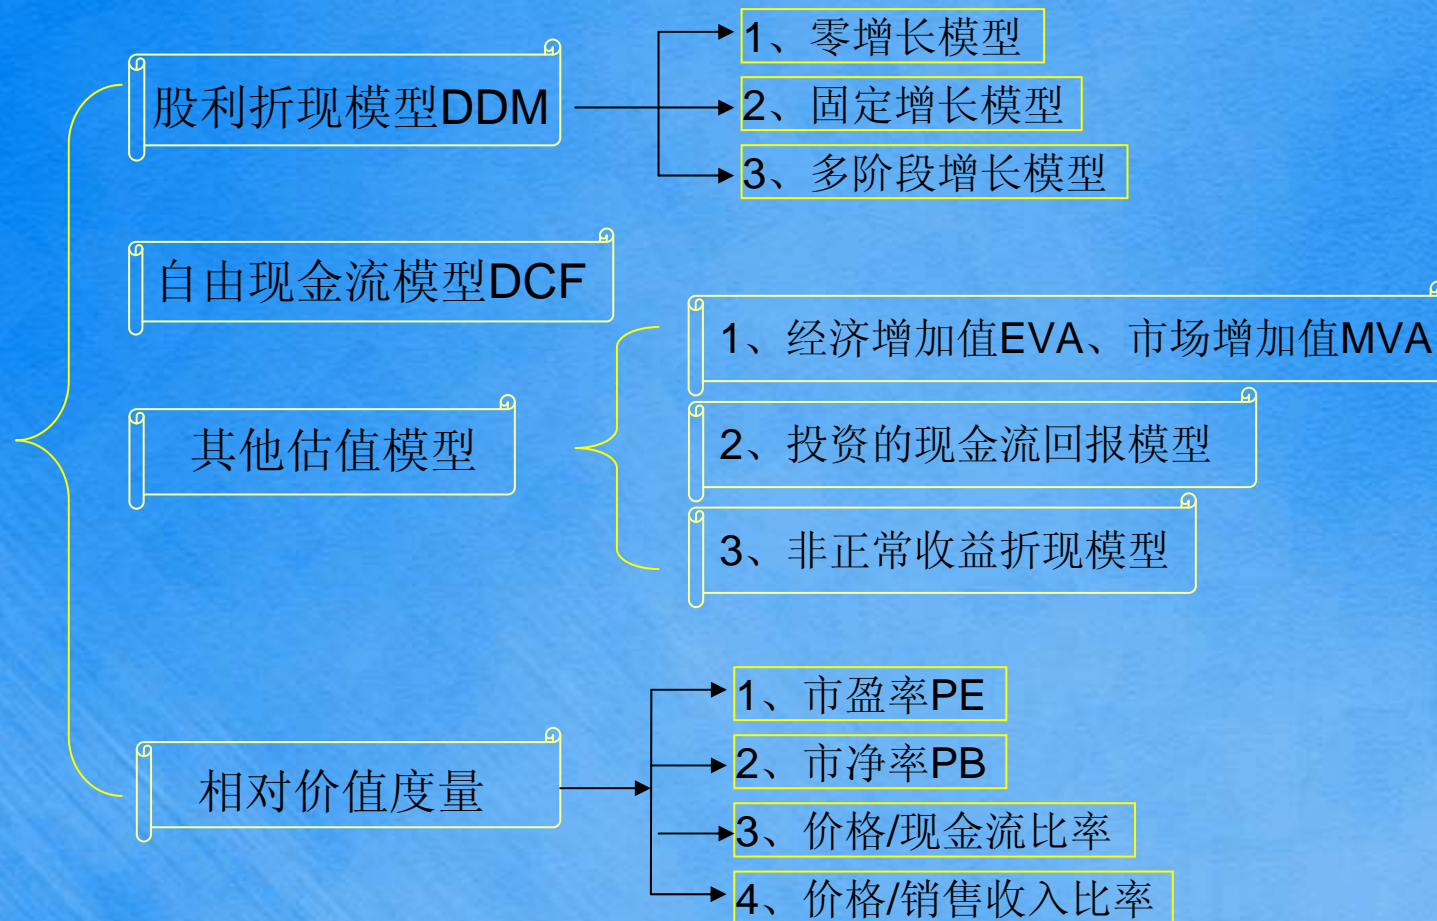 股利折现模型DDM
1、零增长模型
2、固定增长模型
3、多阶段增长模型
自由现金流模型DCF
其他估值模型
1、经济增加值EVA、市场增加值MVA
2、投资的现金流回报模型
3、非正常收益折现模型
相对价值度量
1、市盈率PE
2、市净率PB
3、价格/现金流比率
4、价格/销售收入比率